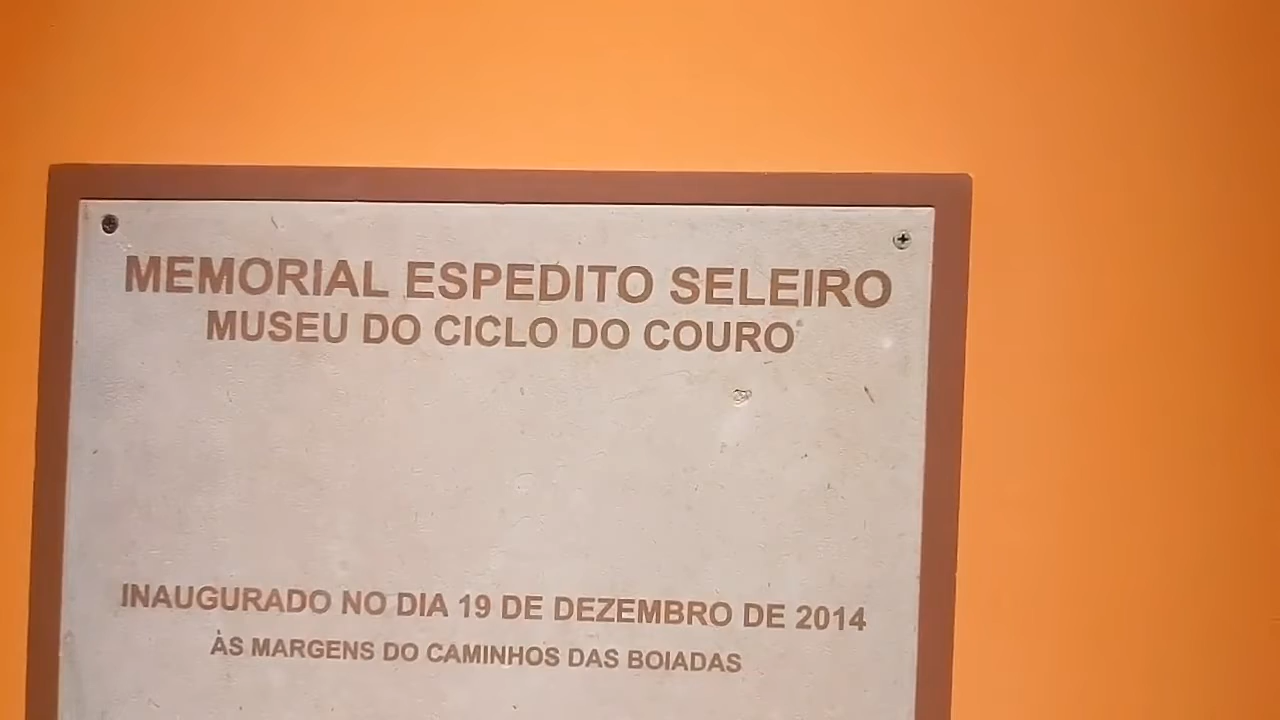 MEMORIAL ESPEDITO SELEIRO
MUSEU DO CICLO DO COURO
INAUGURADO NO DIA 19 DE DEZEMBRO DE 2014
ÀS MARGENS DO CAMINHOS DAS BOIADAS